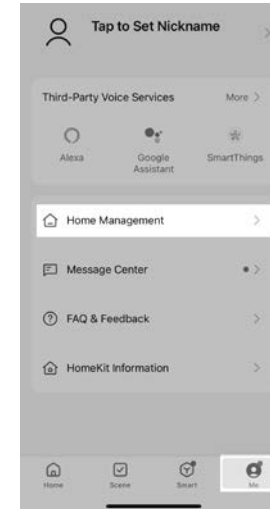 Tap to Set Nickname
Third-Party Voice Services More
Alexa Google Assistant SmartThings
Home Management
Message Center
FAQ & Feedback
HomeKit Information
Home Scene Smart Me